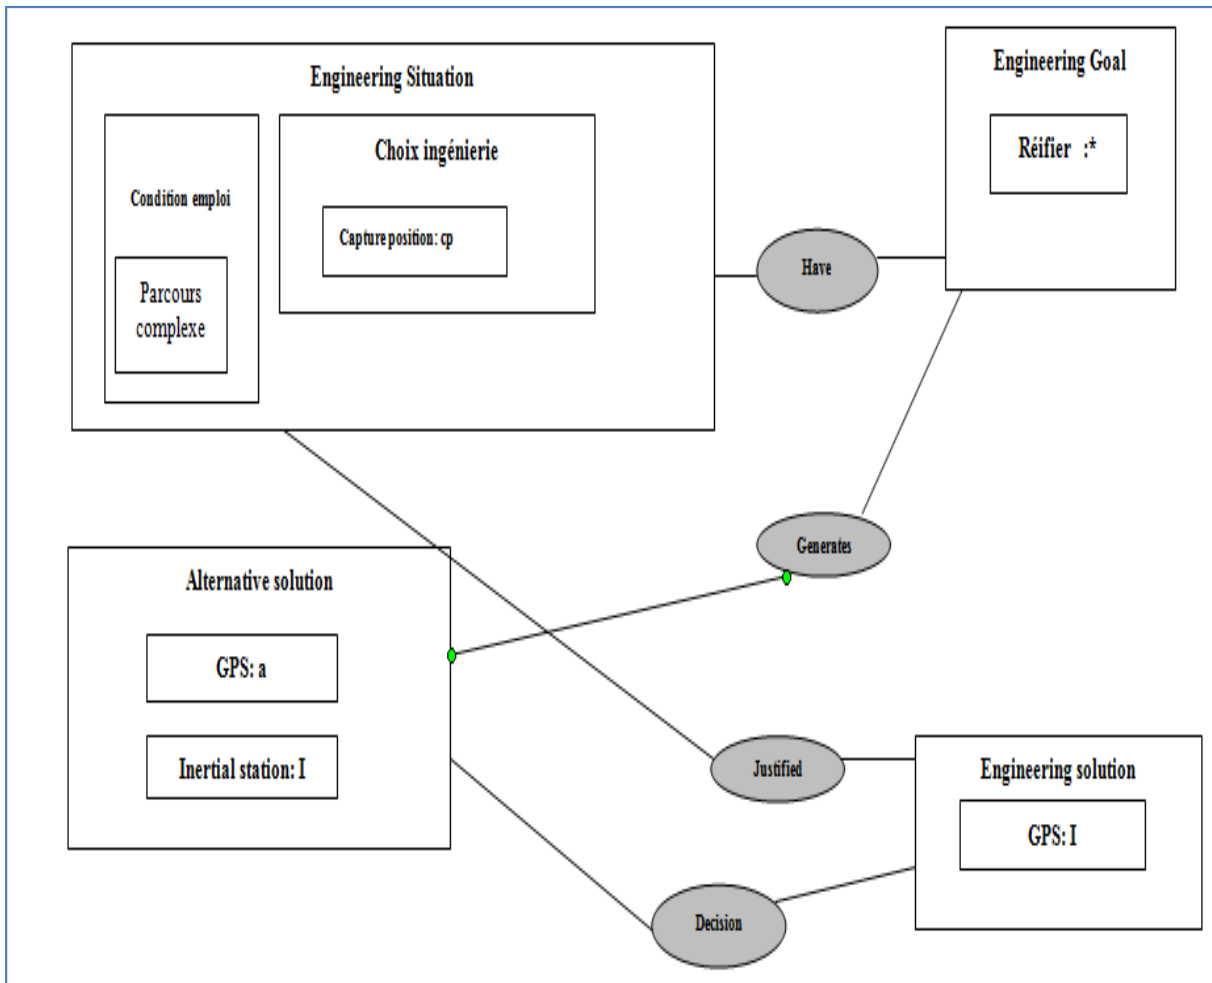 Engineering Situation
Condition emploi
Parcours
complexe
Choix ingénierie
Capture position: cp
Engineering Goal
Réifier :*
Have
Generates
Alternative solution
GPS: a
Inertial station: I
Justified
Engineering solution
GPS: I
Decision